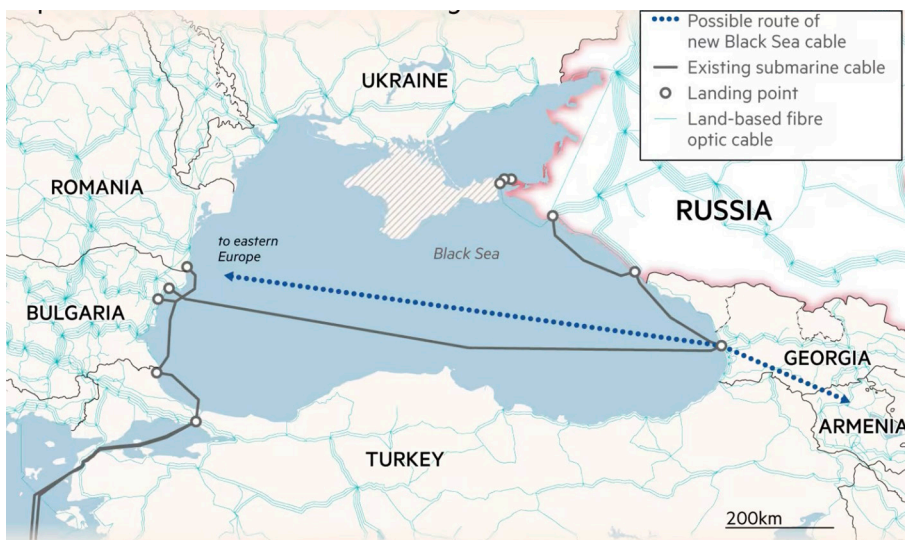 Possible route of
new Black Sea cable
Existing submarine cable
Landing point
Land-based fibre
optic cable
UKRAINE
ROMANIA
RUSSIA
to eastern
Europe
Black Sea
BULGARIA
GEORGIA
ARMENIA
TURKEY
200km